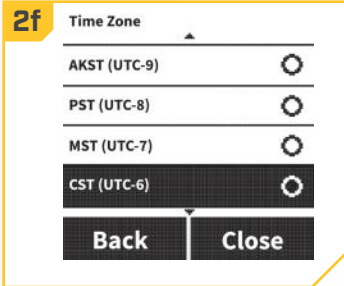 2f
Time Zone
AKST (UTC-9)
PST (UTC-8)
MST (UTC-7)
CST (UTC-6)
Back Close